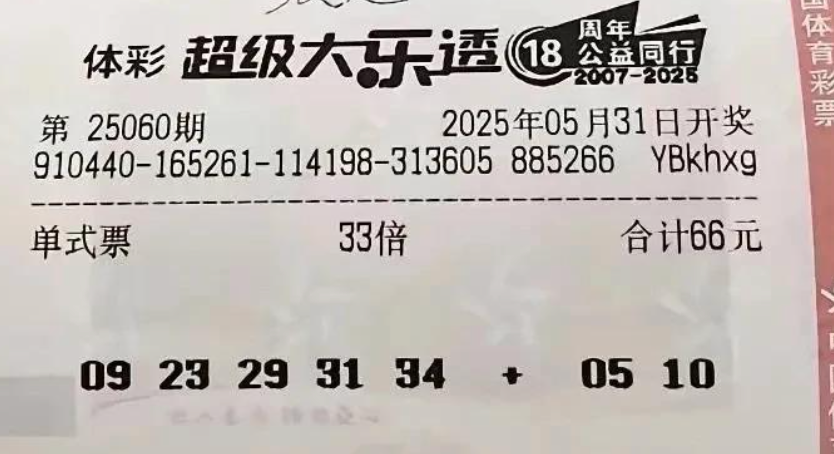 体彩 超级大乐透 18 周年公益同行 2007-2025
第 25060期 2025年05月31日开奖
910440-165261-114198-313605 885266 YBkhxg
单式票 33倍 合计66元
09 23 29 31 34 + 05 10
国体育彩票